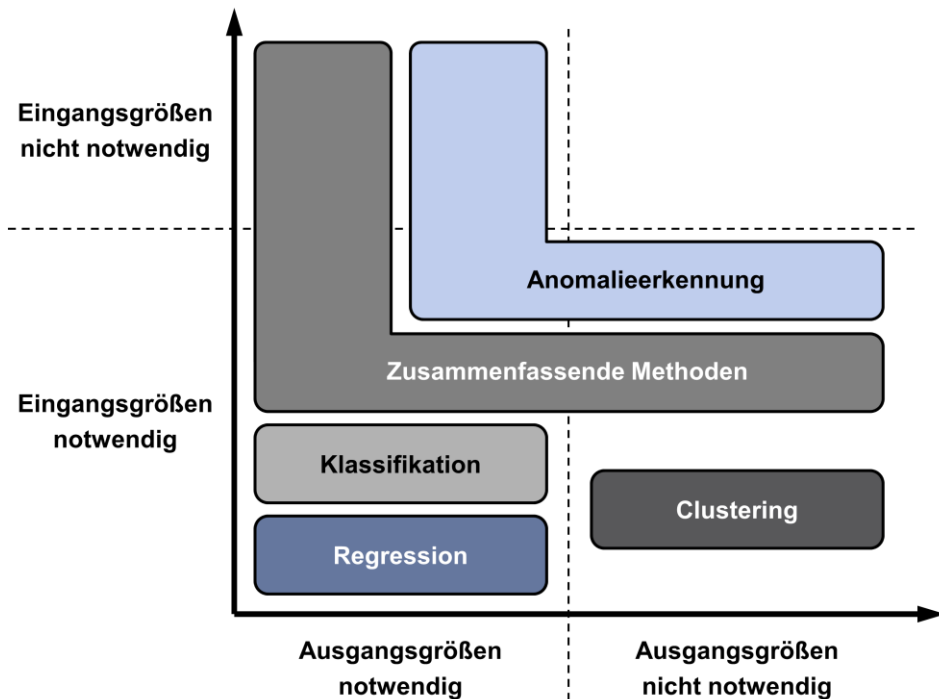 Eingangsgrößen
nicht notwendig
Anomalieerkennung
Zusammenfassende Methoden
Eingangsgrößen
notwendig
Klassifikation
Clustering
Regression
Ausgangsgrößen
notwendig
Ausgangsgrößen
nicht notwendig